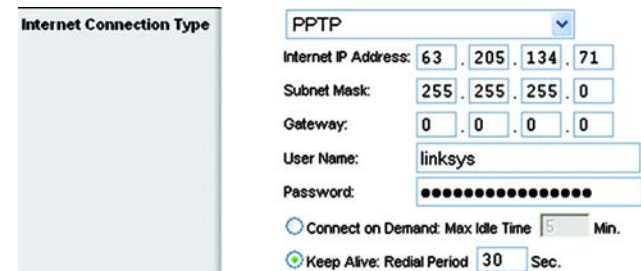 Internet Connection Type
PPTP
Internet IP Address: 63 . 205 . 134 . 71
Subnet Mask: 255 . 255 . 255 . 0
Gateway: 0 . 0 . 0 . 0
User Name: linksys
Password: ●●●●●●●●●●●●●●●●
Connect on Demand: Max Idle Time 5 Min.
Keep Alive: Redial Period 30 Sec.